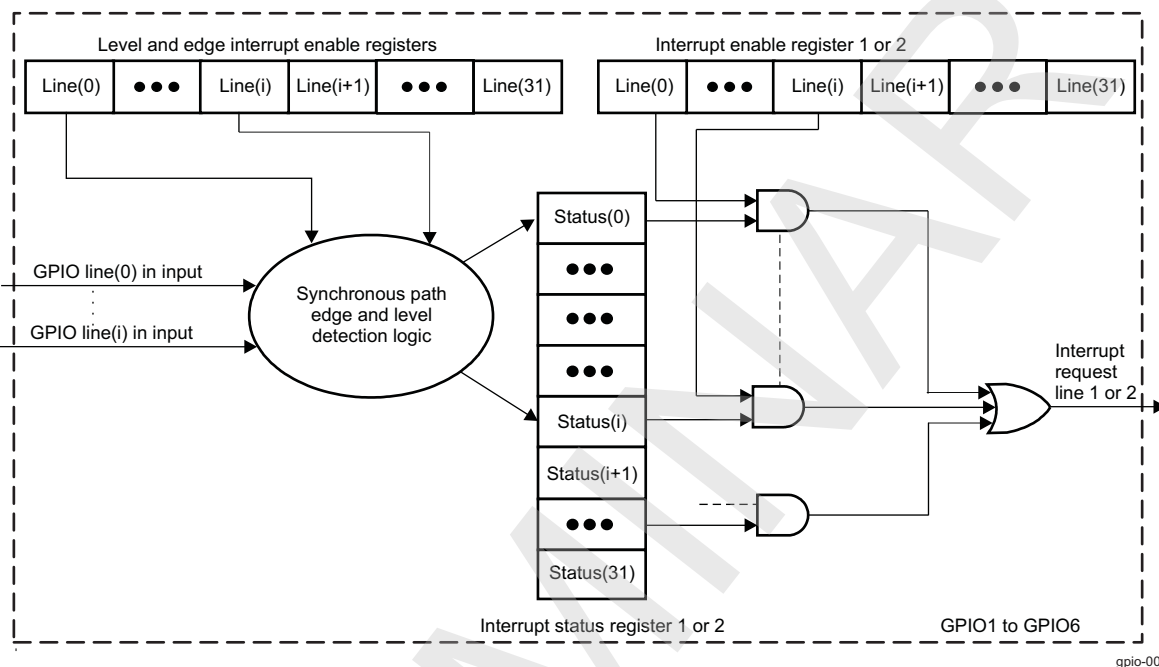 Level and edge interrupt enable registers
Interrupt enable register 1 or 2
Line(0) ●●● Line(i) Line(i+1) ●●● Line(31)
Line(0) ●●● Line(i) Line(i+1) ●●● Line(31)
Status(0)
●●●
●●●
●●●
Status(i)
Status(i+1)
●●●
Status(31)
GPIO line(0) in input
GPIO line(i) in input
Synchronous path
edge and level
detection logic
Interrupt
request
line 1 or 2
Interrupt status register 1 or 2
GPIO1 to GPIO6
gpio-00
MINAR